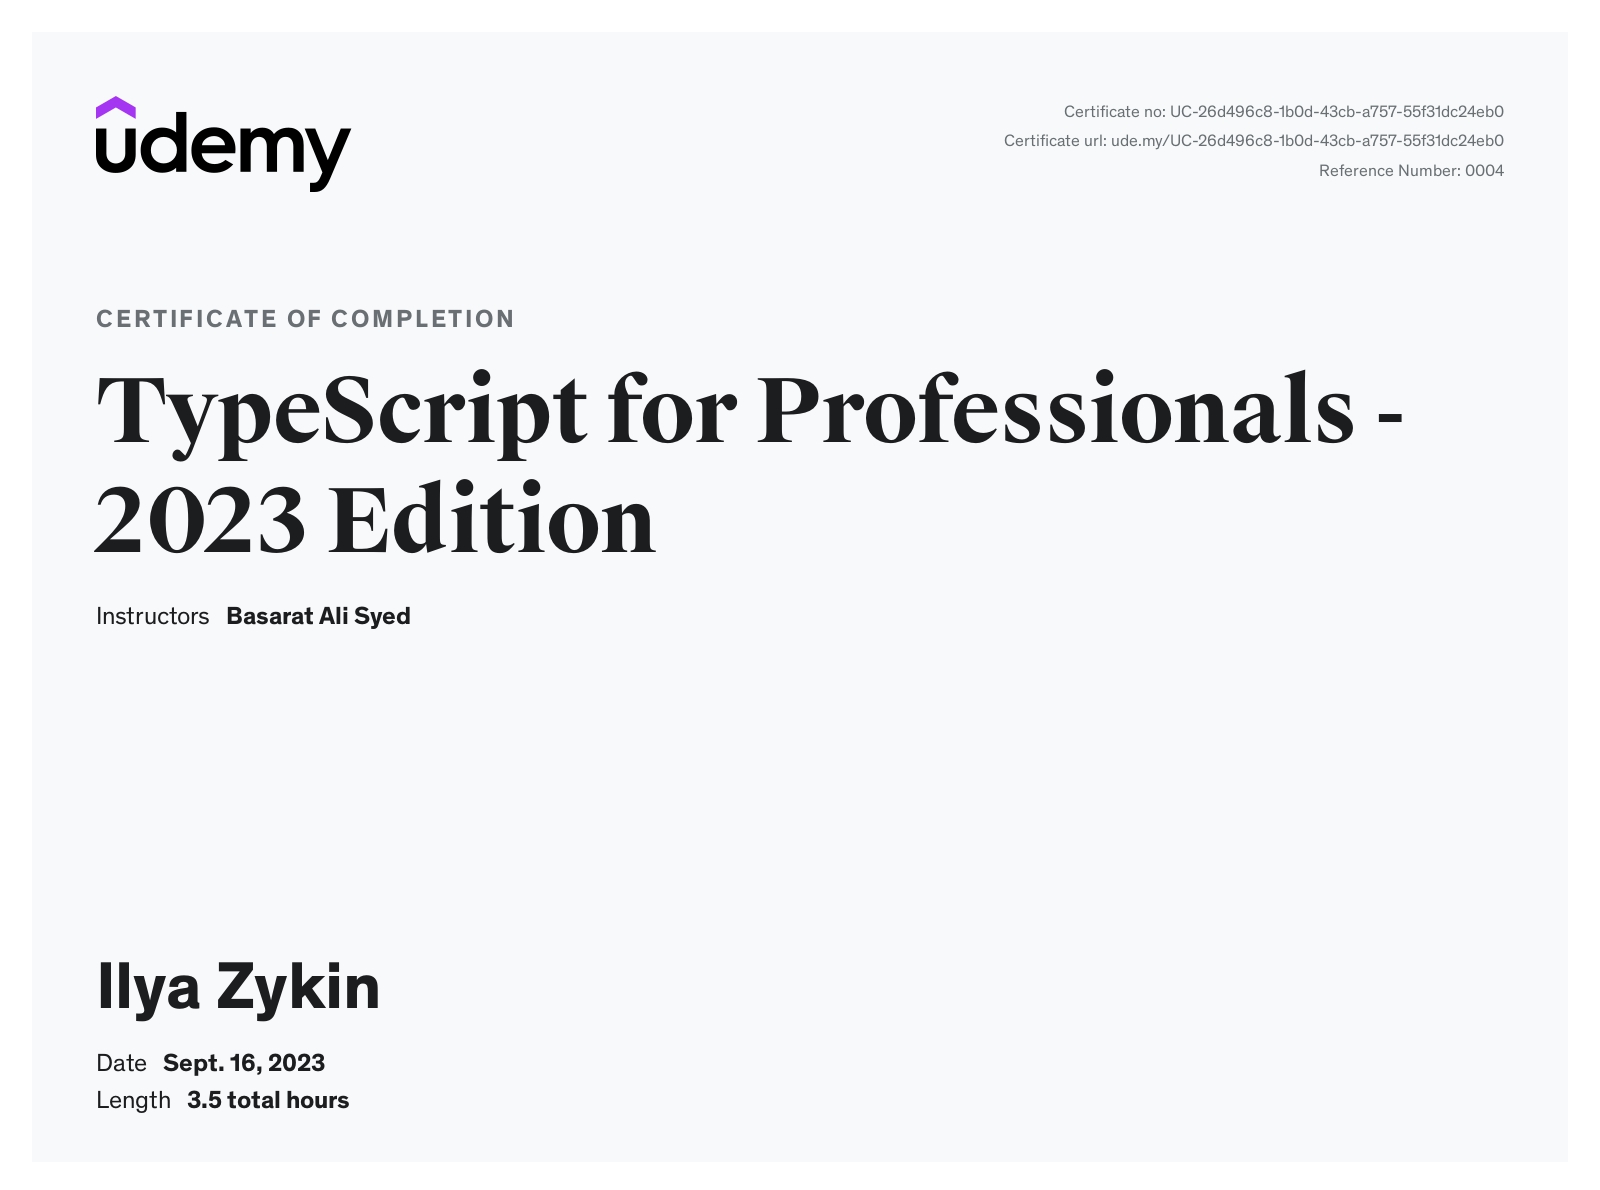 udemy
Certificate no: UC-26d496c8-1b0d-43cb-a757-55f31dc24eb0
Certificate url: ude.my/UC-26d496c8-1b0d-43cb-a757-55f31dc24eb0
Reference Number: 0004
CERTIFICATE OF COMPLETION
TypeScript for Professionals -
2023 Edition
Instructors Basarat Ali Syed
Ilya Zykin
Date Sept. 16, 2023
Length 3.5 total hours